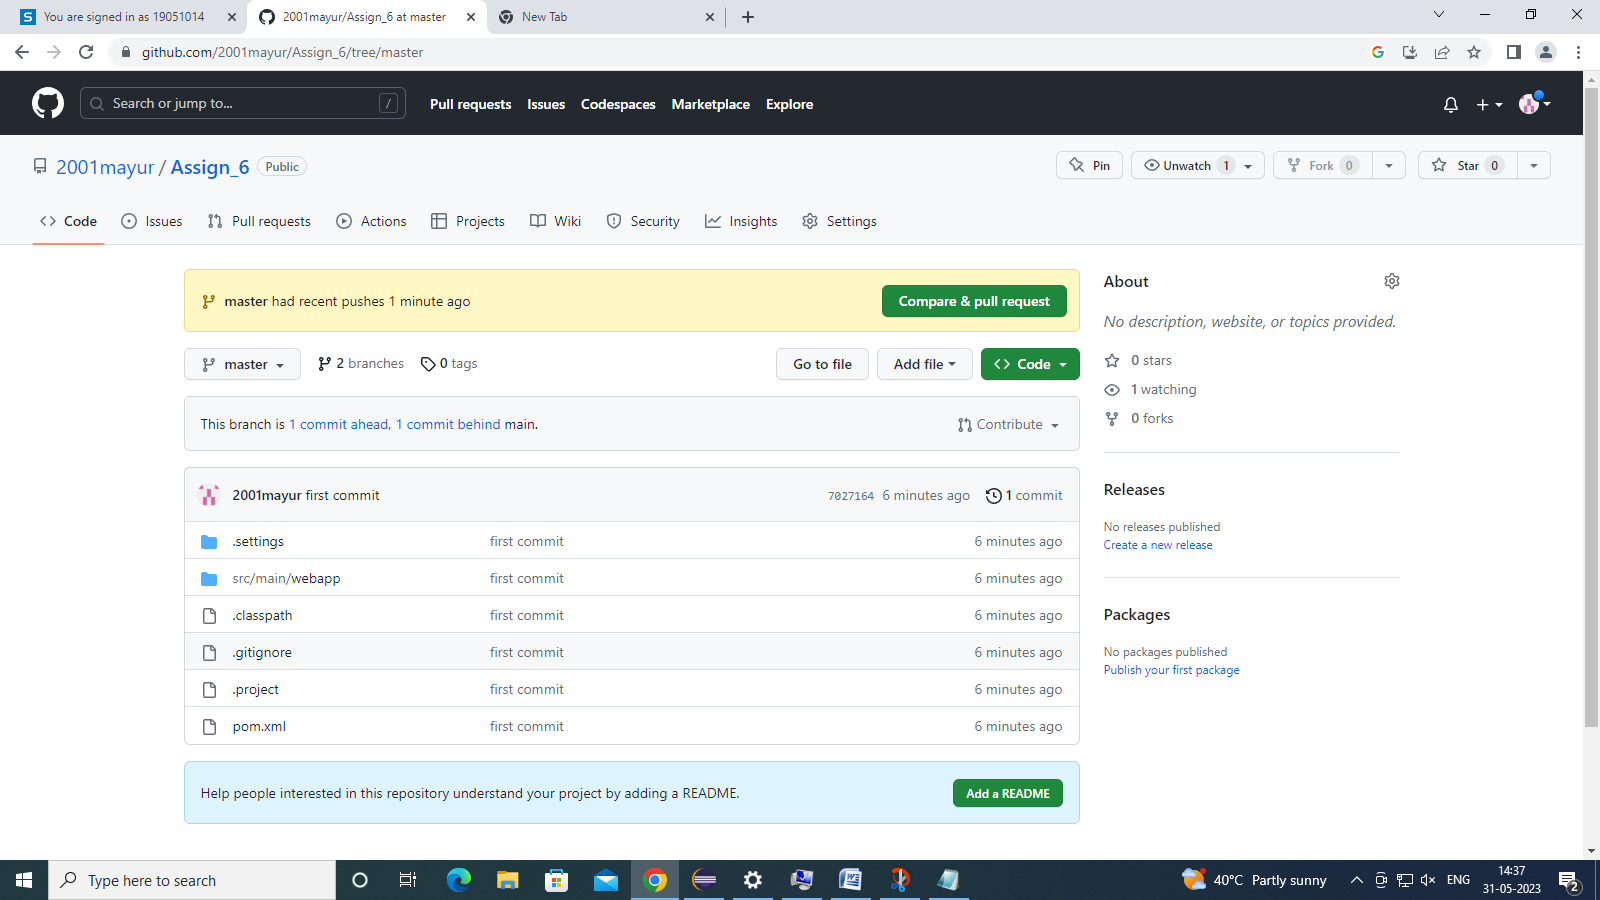 You are signed in as 19051014
2001mayur/Assign_6 at master
New Tab
github.com/2001mayur/Assign_6/tree/master
Search or jump to...
/
Pull requests
Issues
Codespaces
Marketplace
Explore
2001mayur / Assign_6
Public
Pin
Unwatch 1
Fork 0
Star 0
Code
Issues
Pull requests
Actions
Projects
Wiki
Security
Insights
Settings
master had recent pushes 1 minute ago
Compare & pull request
master
2 branches
0 tags
Go to file
Add file
Code
This branch is 1 commit ahead, 1 commit behind main.
Contribute
2001mayur first commit
7027164 6 minutes ago
1 commit
.settings first commit 6 minutes ago
src/main/webapp first commit 6 minutes ago
.classpath first commit 6 minutes ago
.gitignore first commit 6 minutes ago
.project first commit 6 minutes ago
pom.xml first commit 6 minutes ago
Help people interested in this repository understand your project by adding a README.
Add a README
About
No description, website, or topics provided.
0 stars
1 watching
0 forks
Releases
No releases published
Create a new release
Packages
No packages published
Publish your first package
Type here to search
40°C Partly sunny
ENG
14:37
31-05-2023
2